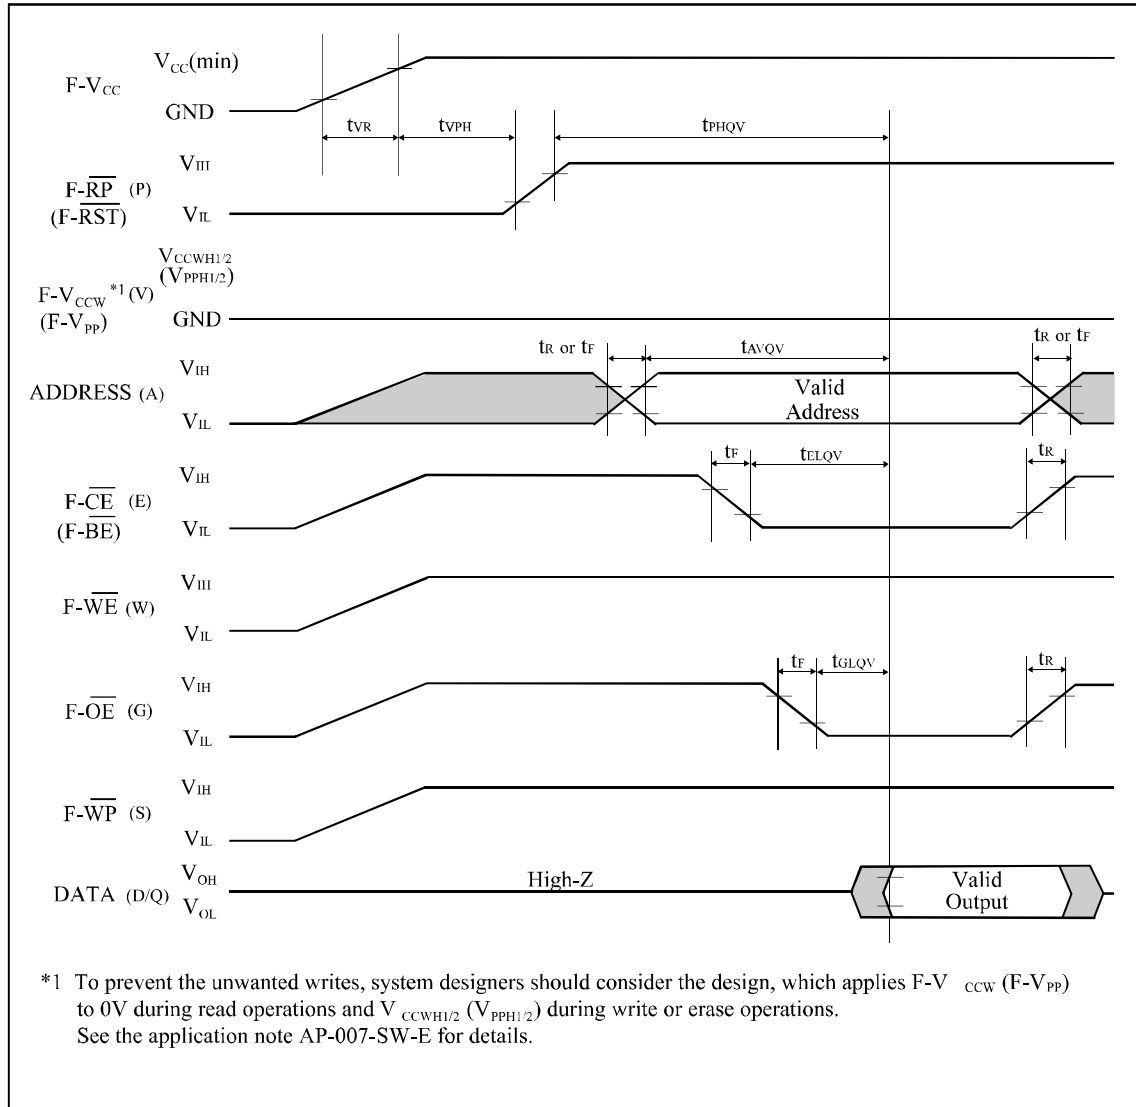 VCC(min)
F-VCC
GND
tVR
tVPH
tPHQV
VIH
F-RP (P)
(F-RST)
VIL
VCCWH1/2
(VPPH1/2)
F-VCCW *1 (V)
(F-VPP)
GND
tR or tF
tAVQV
tR or tF
VIH
ADDRESS (A)
Valid
Address
VIL
tF
tELQV
tR
VIH
F-CE (E)
(F-BE)
VIL
VIH
F-WE (W)
VIL
tF
tGLQV
tR
VIH
F-OE (G)
VIL
VIH
F-WP (S)
VIL
VOH
High-Z
Valid
Output
DATA (D/Q)
VOL
*1 To prevent the unwanted writes, system designers should consider the design, which applies F-V CCW (F-VPP)
to 0V during read operations and V CCWH1/2 (VPPH1/2) during write or erase operations.
See the application note AP-007-SW-E for details.